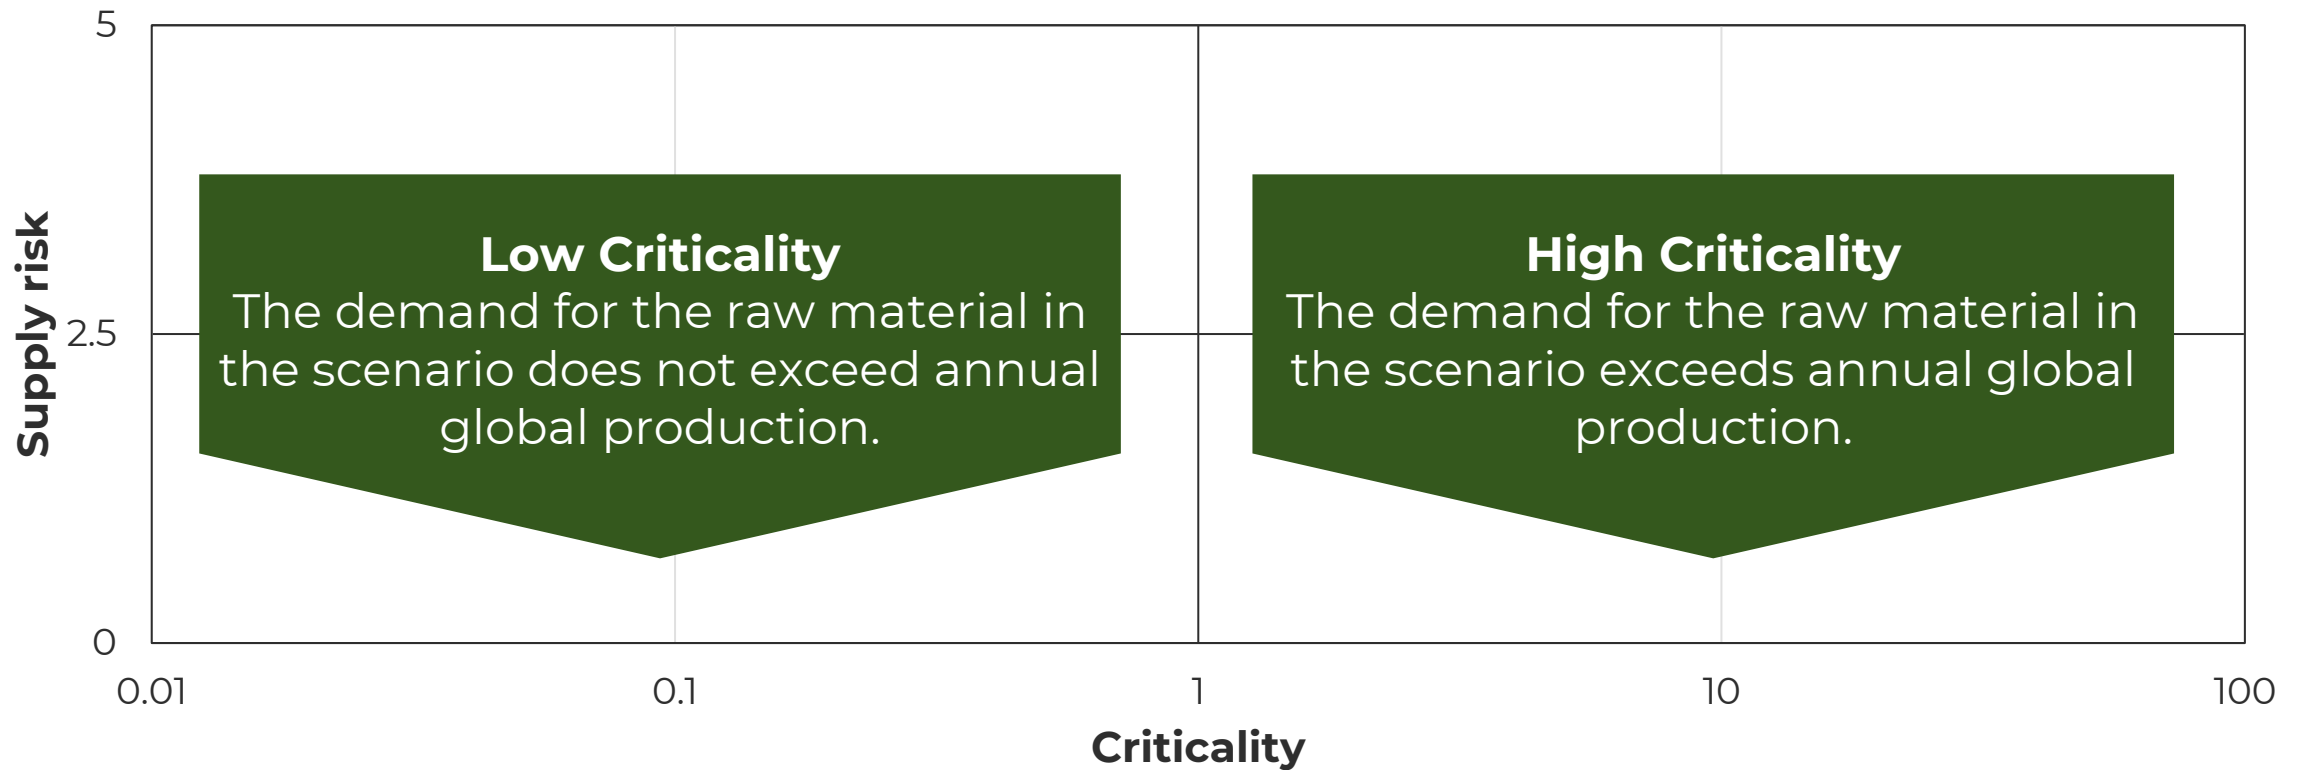 5
Low Criticality
The demand for the raw material in
the scenario does not exceed annual
global production.
High Criticality
The demand for the raw material in
the scenario exceeds annual global
production.
Supply risk
2.5
0
0.01
0.1
1
10
100
Criticality